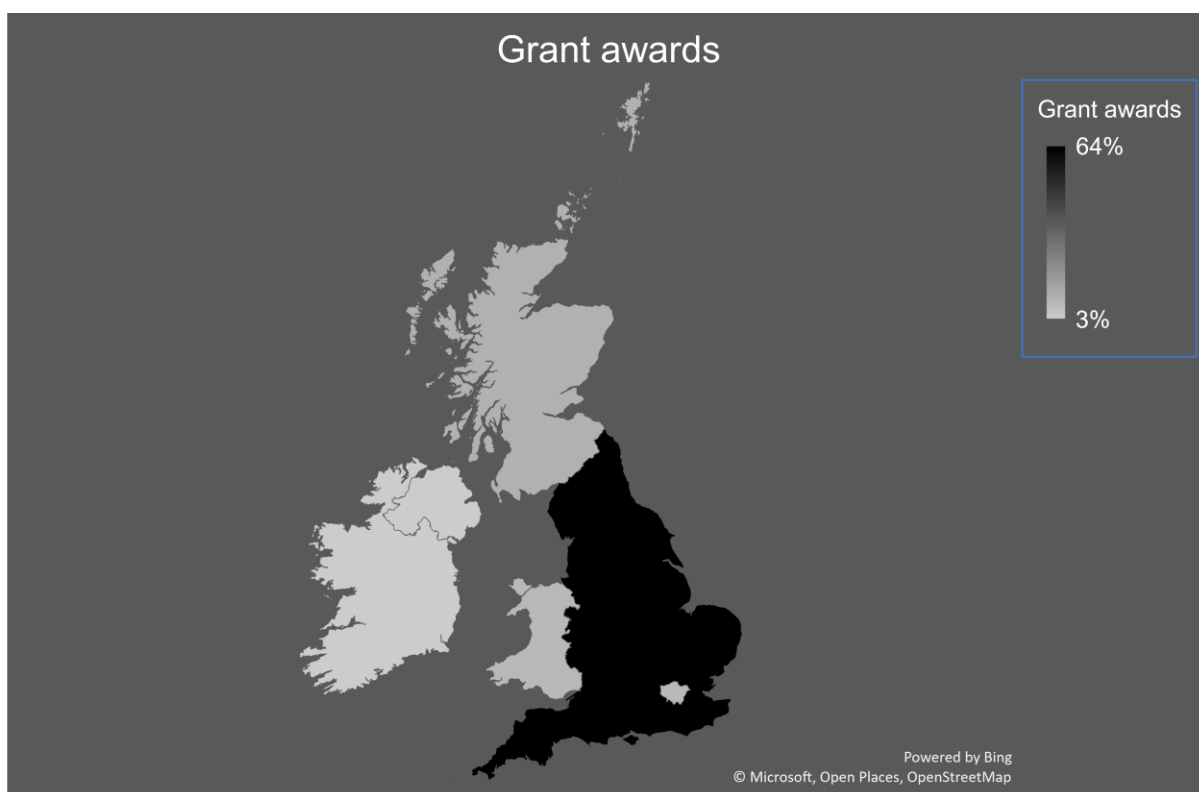 Grant awards
Grant awards
64%
3%
Powered by Bing
© Microsoft, Open Places, OpenStreetMap